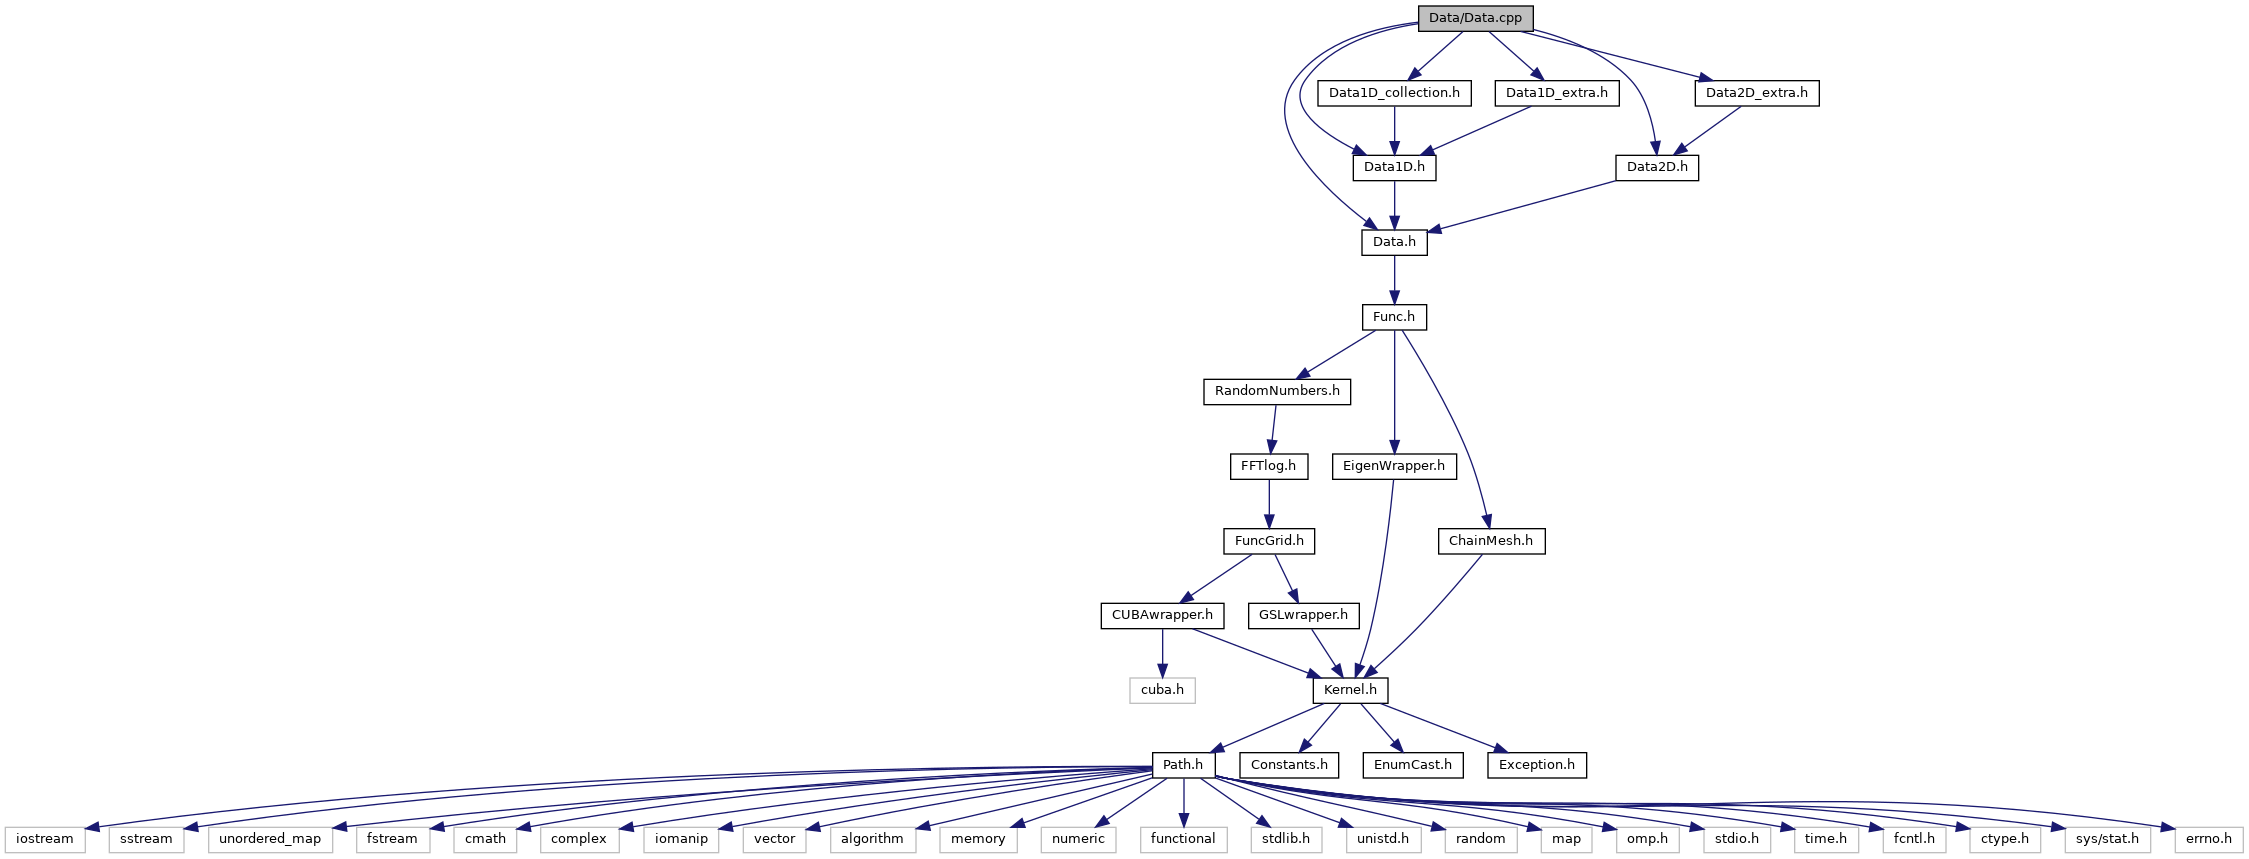 Data/Data.cpp
Data1D_collection.h
Data1D_extra.h
Data2D_extra.h
Data1D.h
Data2D.h
Data.h
Func.h
RandomNumbers.h
FFTlog.h
EigenWrapper.h
FuncGrid.h
ChainMesh.h
CUBAwrapper.h
GSLwrapper.h
cuba.h
Kernel.h
Path.h
Constants.h
EnumCast.h
Exception.h
iostream
sstream
unordered_map
fstream
cmath
complex
iomanip
vector
algorithm
memory
numeric
functional
stdlib.h
unistd.h
random
map
omp.h
stdio.h
time.h
fcntl.h
ctype.h
sys/stat.h
errno.h